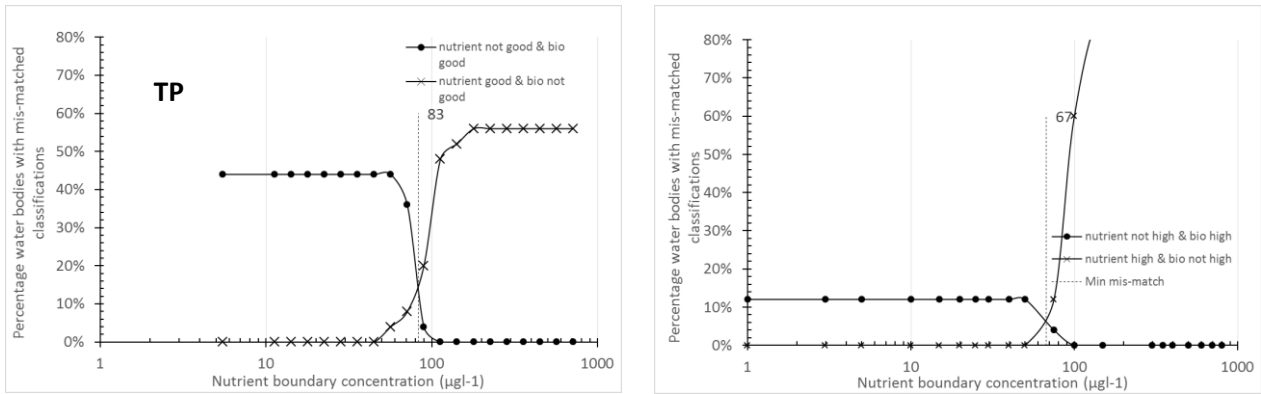 Percentage water bodies with mis-matched
classifications
80%
70%
60%
50%
40%
30%
20%
10%
0%
TP
nutrient not good & bio
good
nutrient good & bio not
good
83
1
10
100
1000
Nutrient boundary concentration (µgl-1)
Percentage water bodies with mis-matched
classifications
80%
70%
60%
50%
40%
30%
20%
10%
0%
67
nutrient not high & bio high
nutrient high & bio not high
Min mis-match
1
10
100
1000
Nutrient boundary concentration (µgl-1)